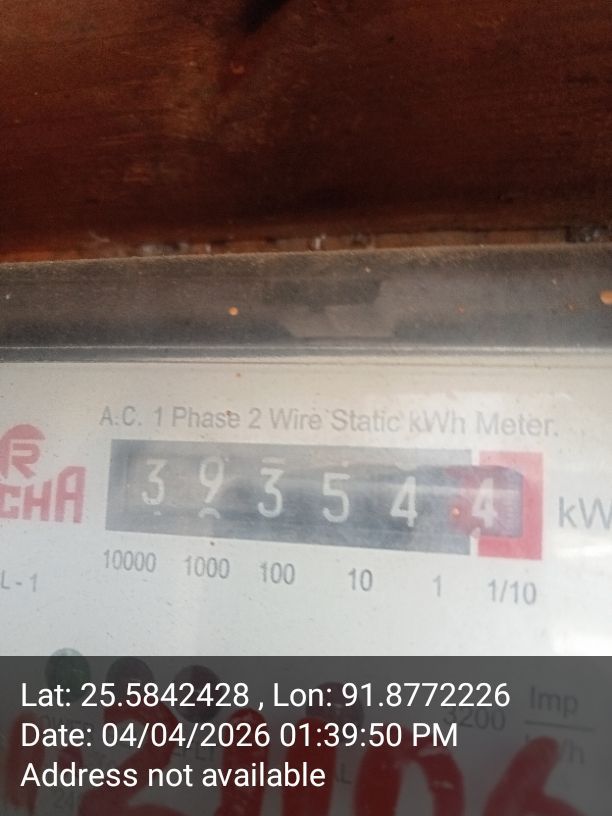 A.C. 1 Phase 2 Wire Static kWh Meter.
R
CHA
3 9 3 5 4 4
kW
10000 1000 100 10 1 1/10
L-1
Lat: 25.5842428 , Lon: 91.8772226
Date: 04/04/2026 01:39:50 PM
Address not available
3200 Imp